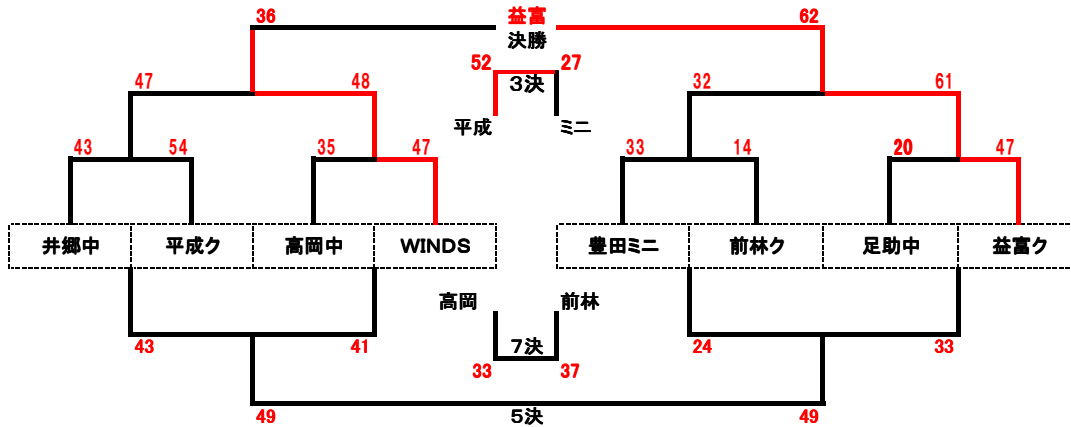 36 益富 62
決勝
52 27
3決
47 48 32 61
平成 ミニ
43 54 35 47 33 14 20 47
井郷中 平成ク 高岡中 WINDS 豊田ミニ 前林ク 足助中 益富ク
高岡 前林
43 41 7決 24 33
33 37
49 5決 49